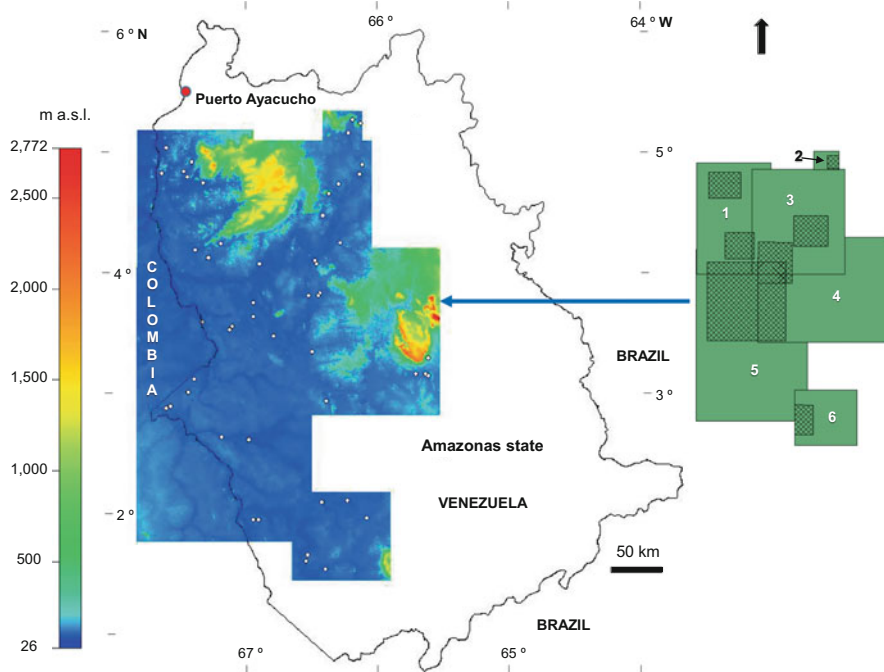 66
64 º W
6 º N
Puerto Ayacucho
m a.s.l.
2,772
2,500
2,000
1,500
1,000
500
26
5 º
4 º
3 º
2 º
COLOMBIA
BRAZIL
Amazonas state
VENEZUELA
50 km
BRAZIL
67
65
2
1
3
4
5
6